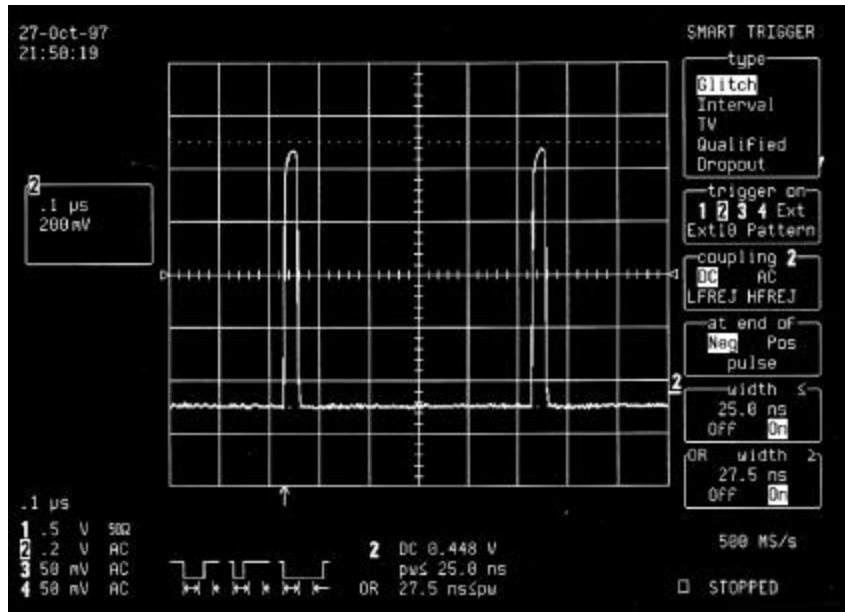 27-Oct-97
21:50:19
2
.1 µs
200mV
SMART TRIGGER
type
Glitch
Interval
TV
Qualified
Dropout
trigger on
1 2 3 4 Ext
Ext10 Pattern
coupling 2
DC AC
LFREJ HFREJ
at end of
Neg Pos
pulse
2
width ≤
25.0 ns
Off On
OR width ≥
27.5 ns
Off On
.1 µs
1 .5 V 50Ω
2 .2 V AC
3 50 mV AC
4 50 mV AC
2 DC 0.448 V
pw≤ 25.0 ns
OR 27.5 ns≤pw
500 MS/s
STOPPED